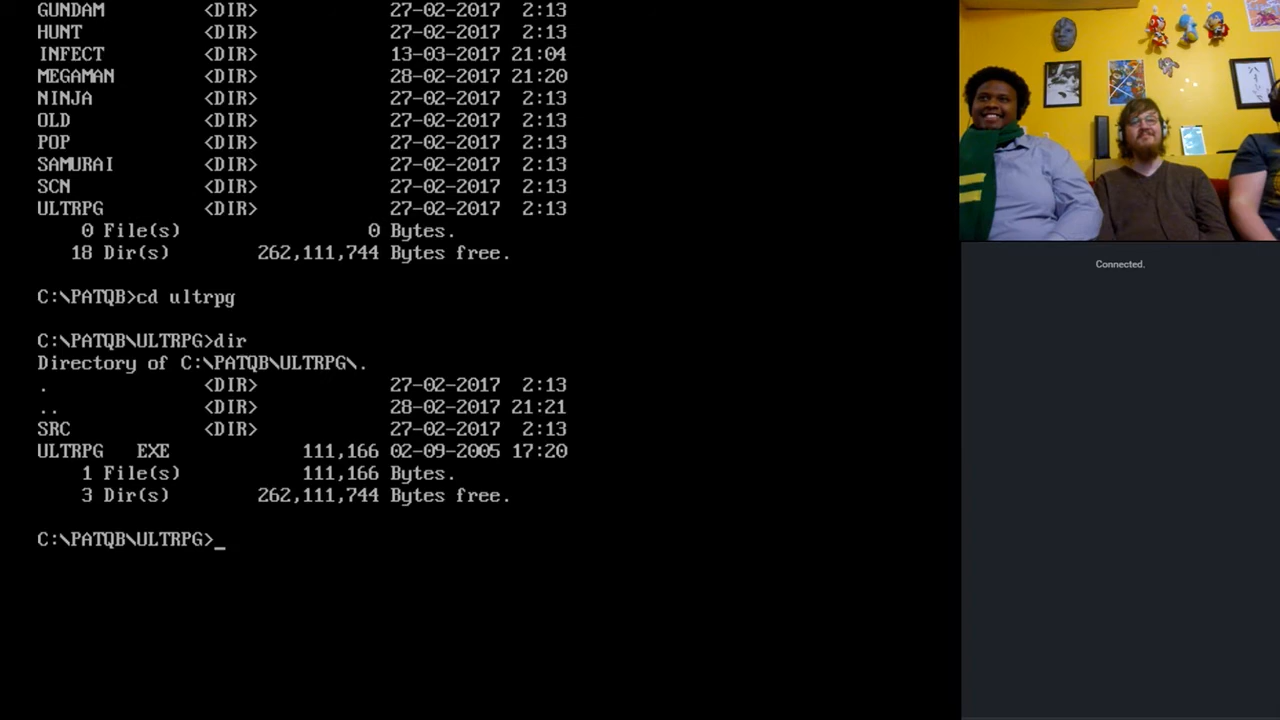 GUNDAM <DIR> 27-02-2017 2:13
HUNT <DIR> 27-02-2017 2:13
INFECT <DIR> 13-03-2017 21:04
MEGAMAN <DIR> 28-02-2017 21:20
NINJA <DIR> 27-02-2017 2:13
OLD <DIR> 27-02-2017 2:13
POP <DIR> 27-02-2017 2:13
SAMURAI <DIR> 27-02-2017 2:13
SCN <DIR> 27-02-2017 2:13
ULTRPG <DIR> 27-02-2017 2:13
0 File(s) 0 Bytes.
18 Dir(s) 262,111,744 Bytes free.
C:\PATQB>cd ultrpg
C:\PATQB\ULTRPG>dir
Directory of C:\PATQB\ULTRPG\.
. <DIR> 27-02-2017 2:13
.. <DIR> 28-02-2017 21:21
SRC <DIR> 27-02-2017 2:13
ULTRPG EXE 111,166 02-09-2005 17:20
1 File(s) 111,166 Bytes.
3 Dir(s) 262,111,744 Bytes free.
C:\PATQB\ULTRPG>_
Connected.